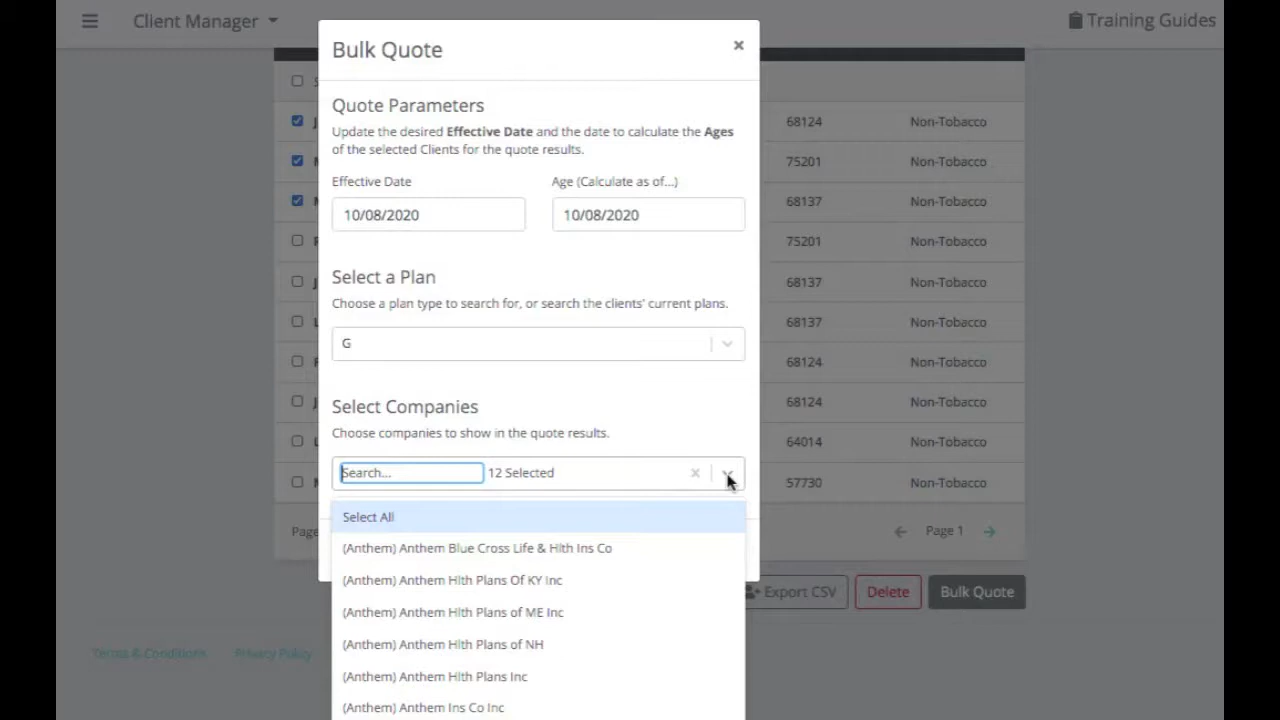 Client Manager
Training Guides
Bulk Quote
×
Quote Parameters
Update the desired Effective Date and the date to calculate the Ages
of the selected Clients for the quote results.
Effective Date
Age (Calculate as of...)
10/08/2020
10/08/2020
Select a Plan
Choose a plan type to search for, or search the clients' current plans.
G
Select Companies
Choose companies to show in the quote results.
Search...
12 Selected
Select All
(Anthem) Anthem Blue Cross Life & Hlth Ins Co
(Anthem) Anthem Hlth Plans Of KY Inc
(Anthem) Anthem Hlth Plans of ME Inc
(Anthem) Anthem Hlth Plans of NH
(Anthem) Anthem Hlth Plans Inc
(Anthem) Anthem Ins Co Inc
68124 Non-Tobacco
75201 Non-Tobacco
68137 Non-Tobacco
75201 Non-Tobacco
68137 Non-Tobacco
68137 Non-Tobacco
68124 Non-Tobacco
68124 Non-Tobacco
64014 Non-Tobacco
57730 Non-Tobacco
Page
Page 1
Export CSV
Delete
Bulk Quote
Terms & Conditions
Privacy Policy